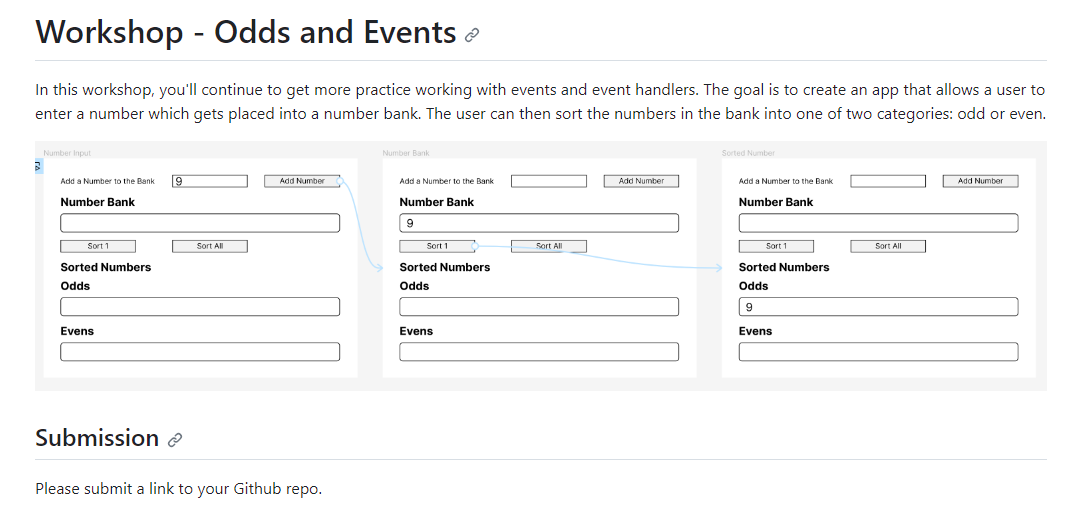 Workshop - Odds and Events
In this workshop, you'll continue to get more practice working with events and event handlers. The goal is to create an app that allows a user to
enter a number which gets placed into a number bank. The user can then sort the numbers in the bank into one of two categories: odd or even.
Number Input
Add a Number to the Bank 9 Add Number
Number Bank
Sort 1 Sort All
Sorted Numbers
Odds
Evens
Number Bank
Add a Number to the Bank Add Number
Number Bank
9
Sort 1 Sort All
Sorted Numbers
Odds
Evens
Sorted Number
Add a Number to the Bank Add Number
Number Bank
Sort 1 Sort All
Sorted Numbers
Odds
9
Evens
Submission
Please submit a link to your Github repo.